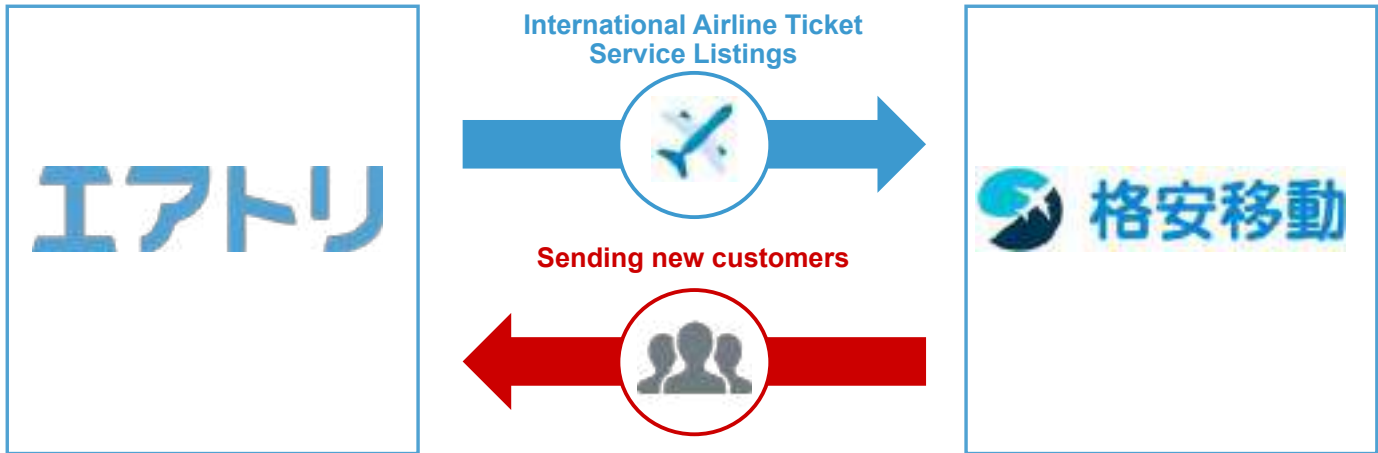 International Airline Ticket
Service Listings
エアトリ
格安移動
Sending new customers